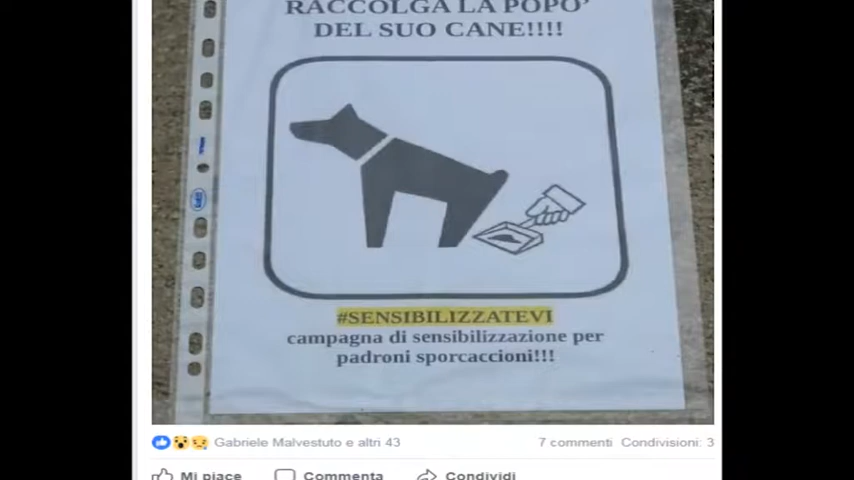 RACCOLGA LA POPO'
DEL SUO CANE!!!!
#SENSIBILIZZATEVI
campagna di sensibilizzazione per
padroni sporcaccioni!!!
Gabriele Malvestuto e altri 43
7 commenti Condivisioni: 3
Mi piace Commenta Condividi